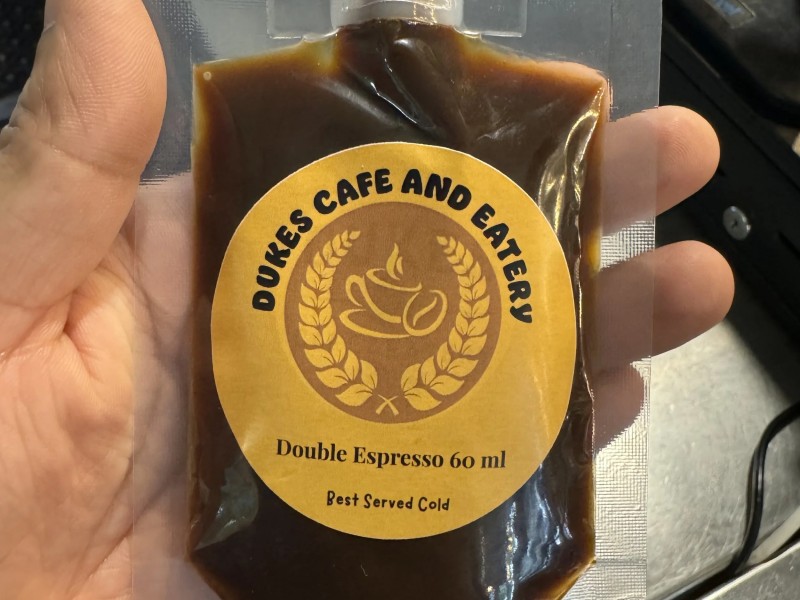 DUKES CAFE AND EATERY
Double Espresso 60 ml
Best Served Cold